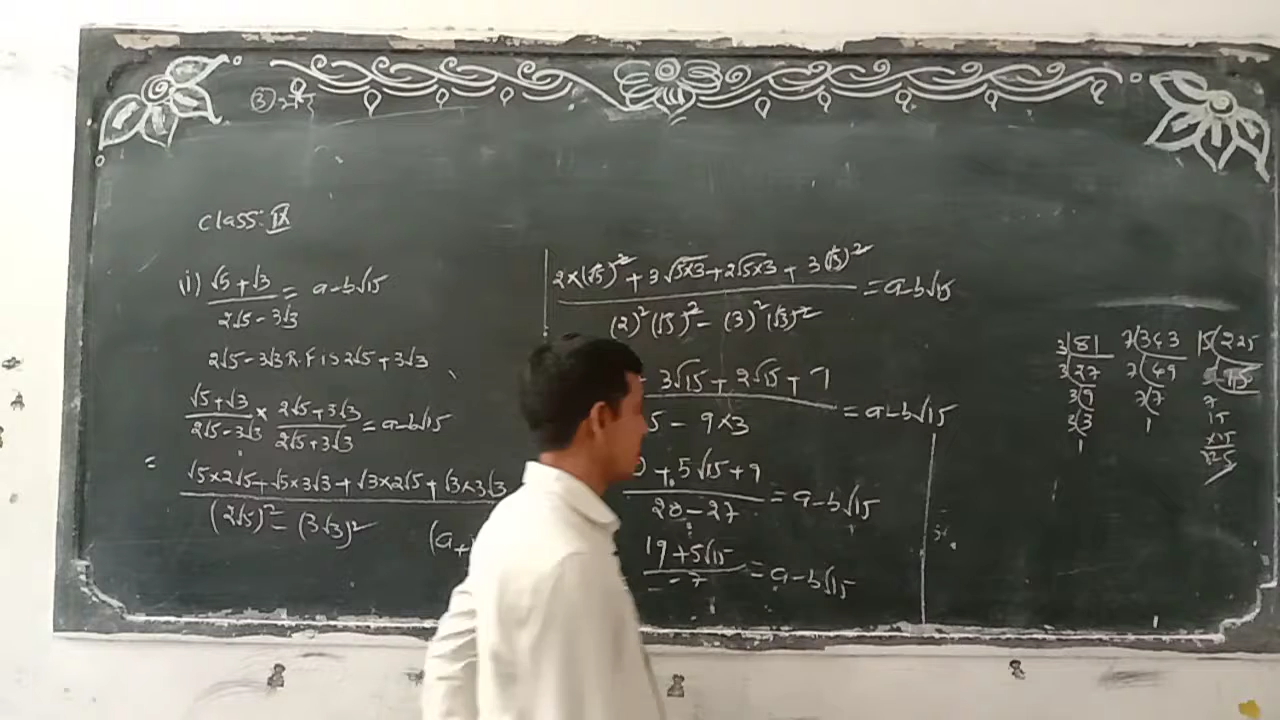 class: IX
i) √5 + √3 / 2√5 - 3√3 = a - b√15
2√5 - 3√3 R.F is 2√5 + 3√3
√5 + √3 / 2√5 - 3√3 × 2√5 + 3√3 / 2√5 + 3√3 = a - b√15
= √5×2√5 + √5×3√3 + √3×2√5 + √3×3√3 / (2√5)² - (3√3)²
(a+
2×(√5)² + 3√5×3 + 2√5×3 + 3(√3)² / (2)²(√5)² - (3)²(√3)² = a - b√15
3√15 + 2√15 + / 5 - 9×3 = a - b√15
+ 5√15 + 9 / 20 - 27 = a - b√15
19 + 5√15 / -7 = a - b√15
3 | 81
3 | 27
3 | 9
3 | 3
1
7 | 343
7 | 49
7 | 7
1
15 | 225
15
×15
225